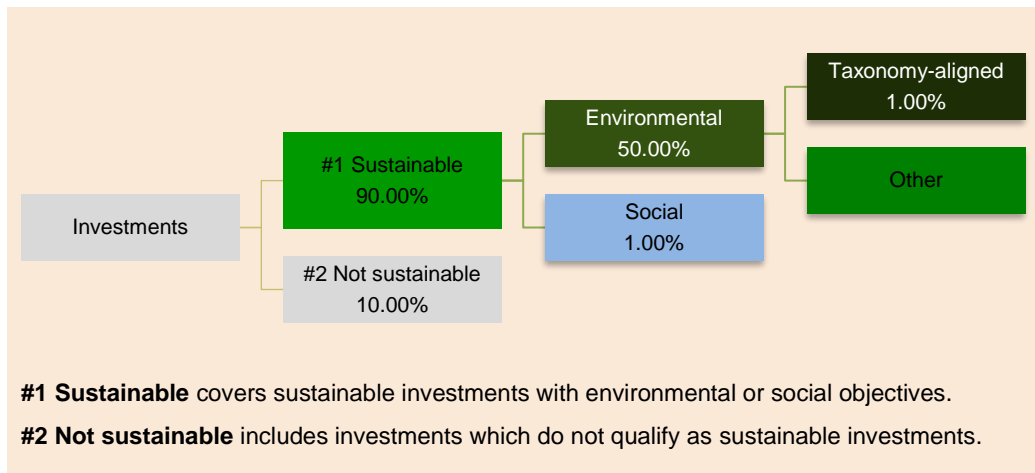 Investments
#1 Sustainable
90.00%
#2 Not sustainable
10.00%
Environmental
50.00%
Social
1.00%
Taxonomy-aligned
1.00%
Other
#1 Sustainable covers sustainable investments with environmental or social objectives.
#2 Not sustainable includes investments which do not qualify as sustainable investments.